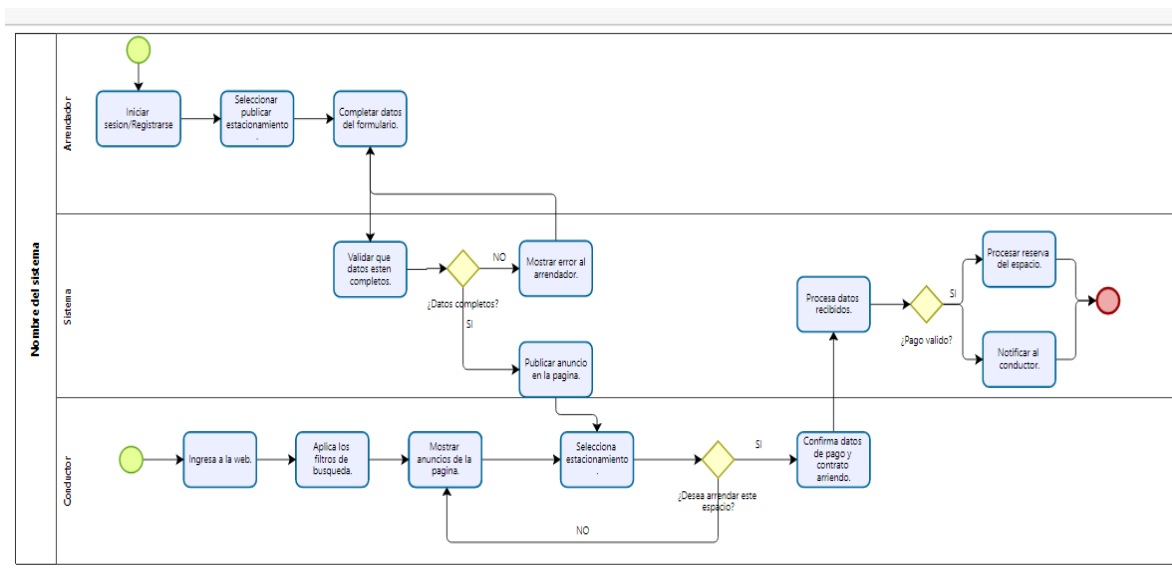 Nombre del sistema
Arrendador
Iniciar
sesion/Registrarse
Seleccionar
publicar
estacionamiento
.
Completar datos
del formulario.
Sistema
Validar que
datos esten
completos.
¿Datos completos?
NO
Mostrar error al
arrendador.
SI
Publicar anuncio
en la pagina.
Procesa datos
recibidos.
¿Pago valido?
SI
Procesar reserva
del espacio.
Notificar al
conductor.
Conductor
Ingresa a la web.
Aplica los
filtros de
busqueda.
Mostrar
anuncios de la
pagina.
Selecciona
estacionamiento
.
¿Desea arrendar este
espacio?
SI
NO
Confirma datos
de pago y
contrato
arriendo.